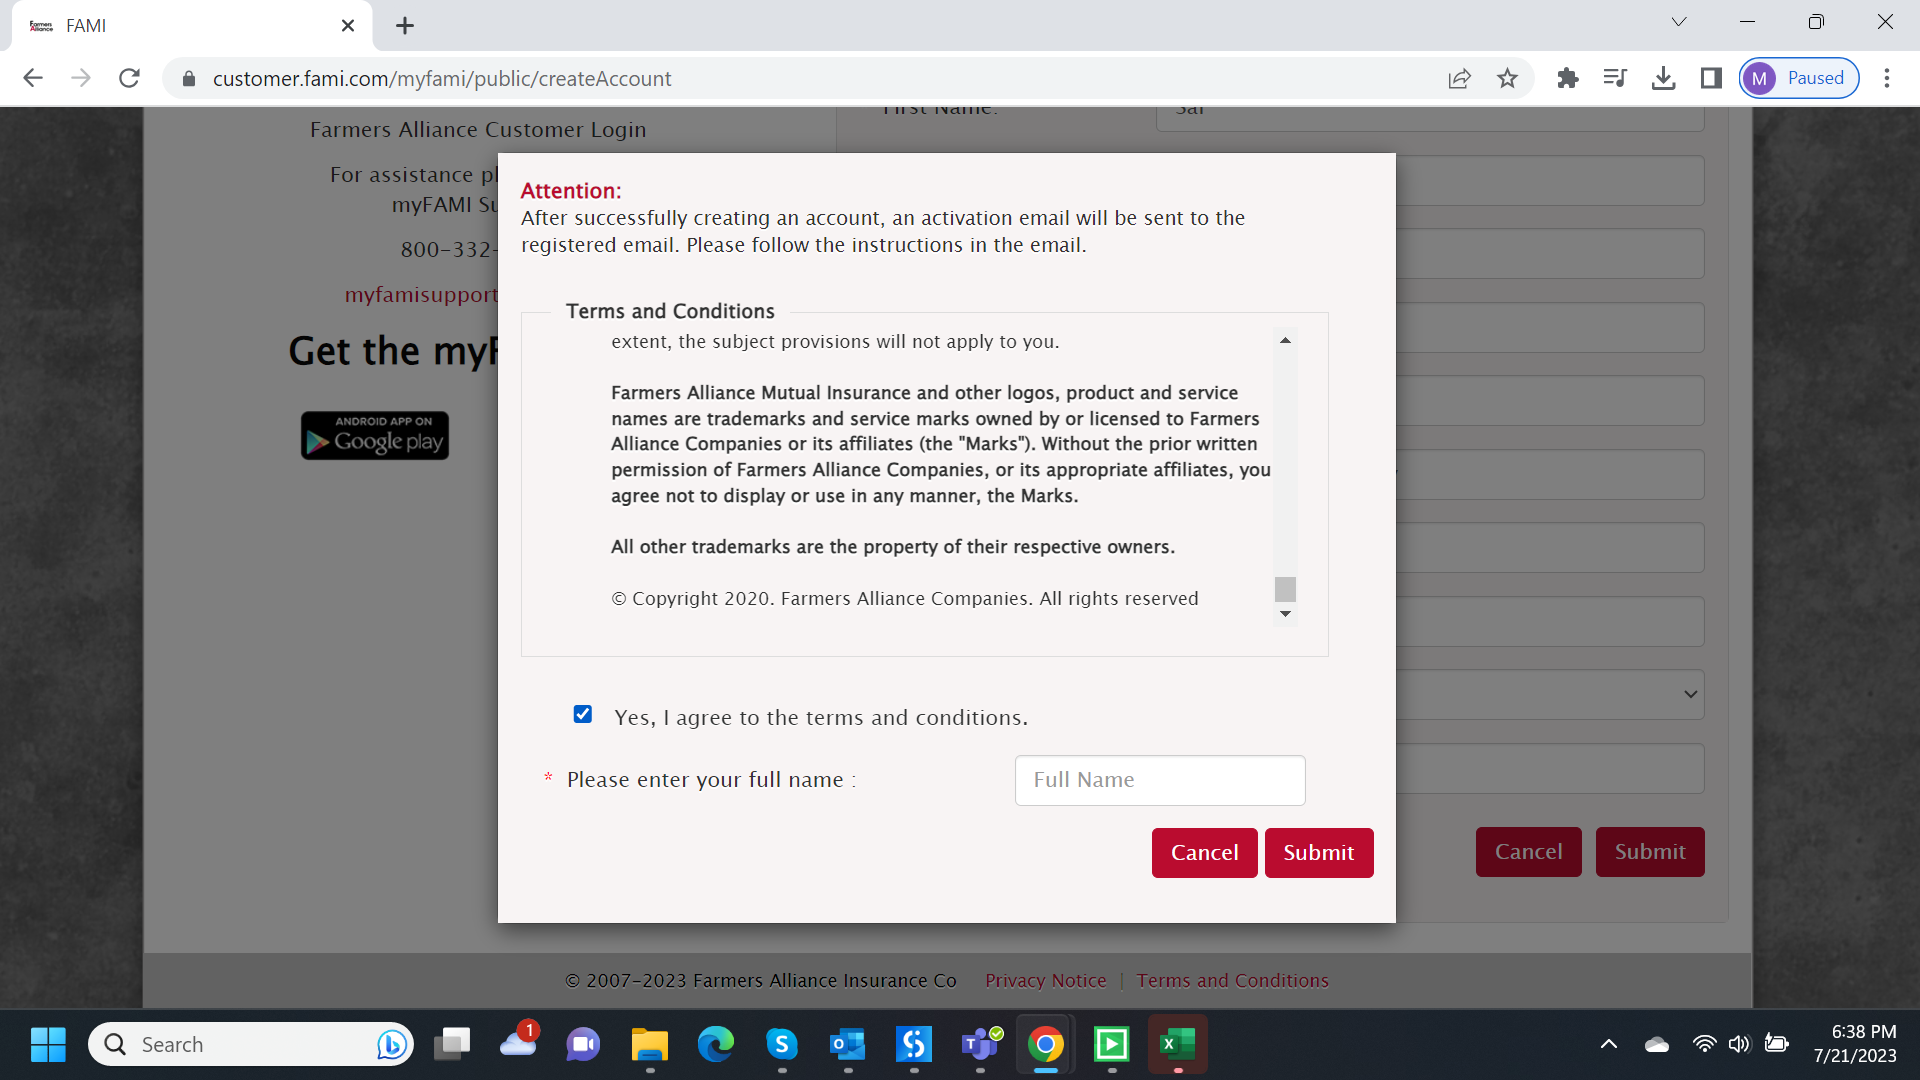 Farmers
Alliance
FAMI
customer.fami.com/myfami/public/createAccount
M
Paused
First Name:
Farmers Alliance Customer Login
For assistance
myFAMI
800-332-
myfamisupport
Get the
ANDROID APP ON
Google play
Attention:
After successfully creating an account, an activation email will be sent to the
registered email. Please follow the instructions in the email.
Terms and Conditions
extent, the subject provisions will not apply to you.
Farmers Alliance Mutual Insurance and other logos, product and service
names are trademarks and service marks owned by or licensed to Farmers
Alliance Companies or its affiliates (the "Marks"). Without the prior written
permission of Farmers Alliance Companies, or its appropriate affiliates, you
agree not to display or use in any manner, the Marks.
All other trademarks are the property of their respective owners.
© Copyright 2020. Farmers Alliance Companies. All rights reserved
Yes, I agree to the terms and conditions.
* Please enter your full name :
Full Name
Cancel
Submit
Cancel
Submit
© 2007-2023 Farmers Alliance Insurance Co
Privacy Notice | Terms and Conditions
Search
1
6:38 PM
7/21/2023